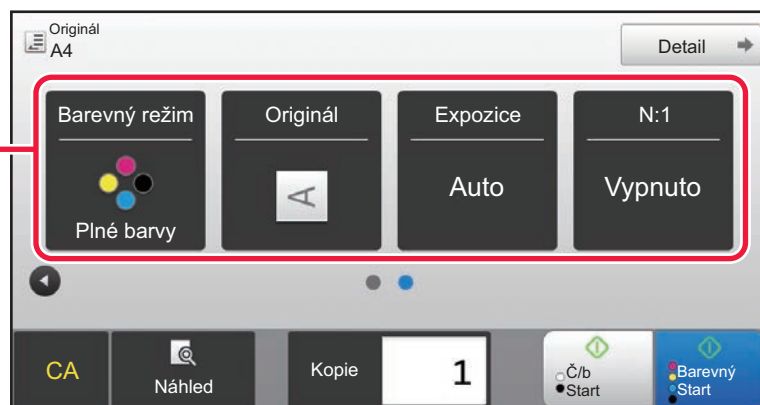 Originál
A4
Detail
Barevný režim
Originál
Expozice
N:1
A
Auto
Vypnuto
Plné barvy
CA
Náhled
Kopie
1
Č/b
Start
Barevný
Start